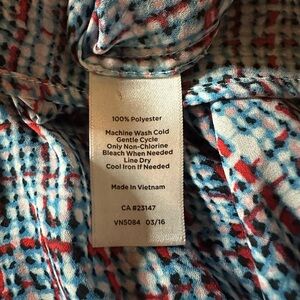 100% Polyester
Machine Wash Cold
Gentle Cycle
Only Non-Chlorine
Bleach When Needed
Line Dry
Cool Iron If Needed
Made in Vietnam
CA #23147
VN5084 03/16